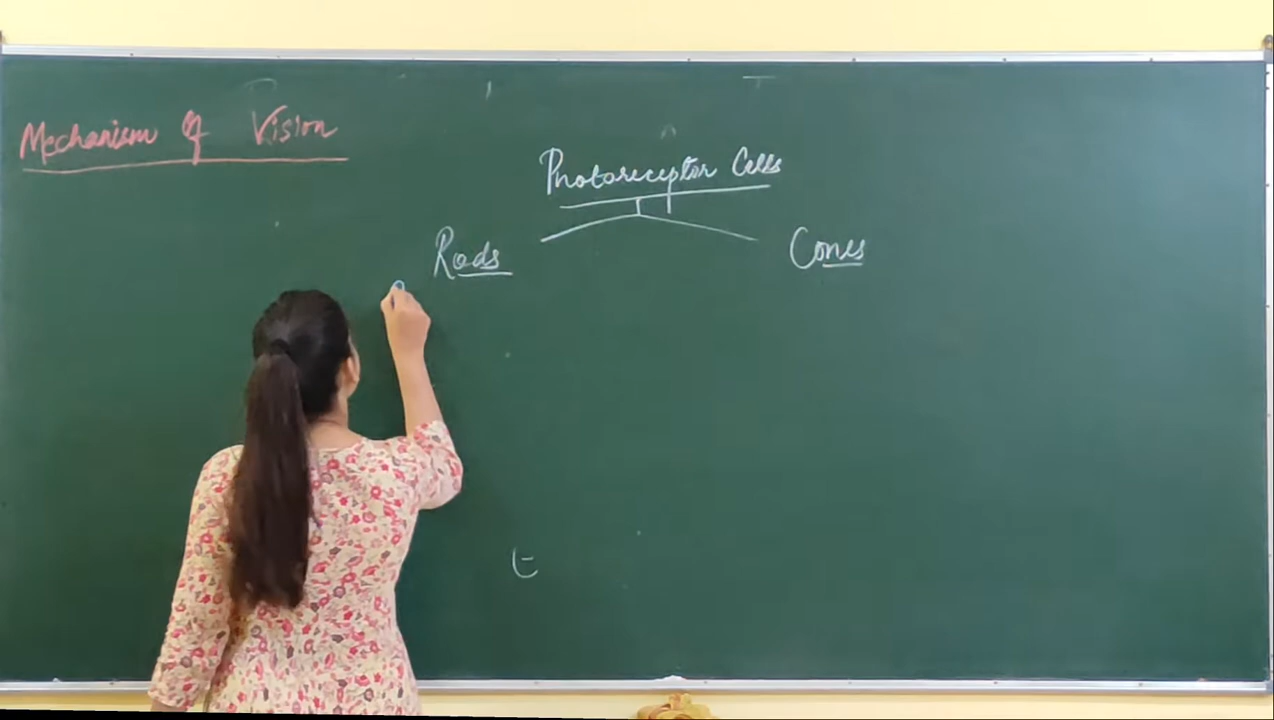 Mechanism of Vision
Photoreceptor Cells
Rods
Cones
t